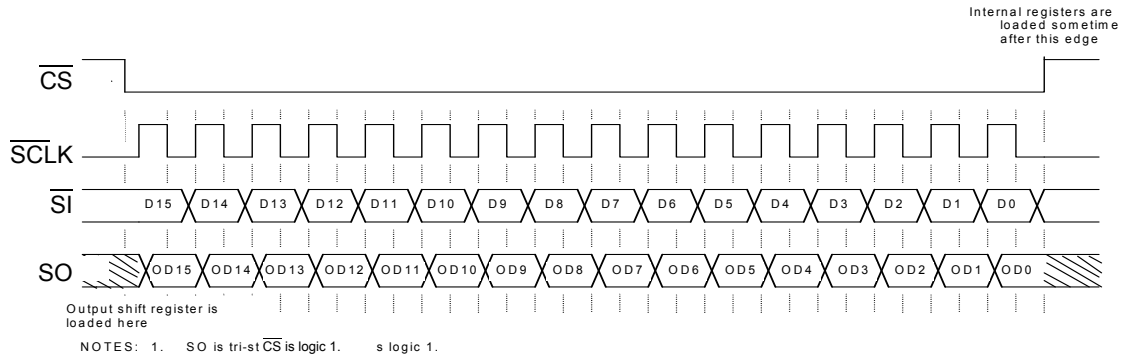 Internal registers are
loaded sometime
after this edge
CS
SCLK
SI
D15 D14 D13 D12 D11 D10 D9 D8 D7 D6 D5 D4 D3 D2 D1 D0
SO
OD15 OD14 OD13 OD12 OD11 OD10 OD9 OD8 OD7 OD6 OD5 OD4 OD3 OD2 OD1 OD0
Output shift register is
loaded here
NOTES: 1. SO is tri-st CS is logic 1. s logic 1.